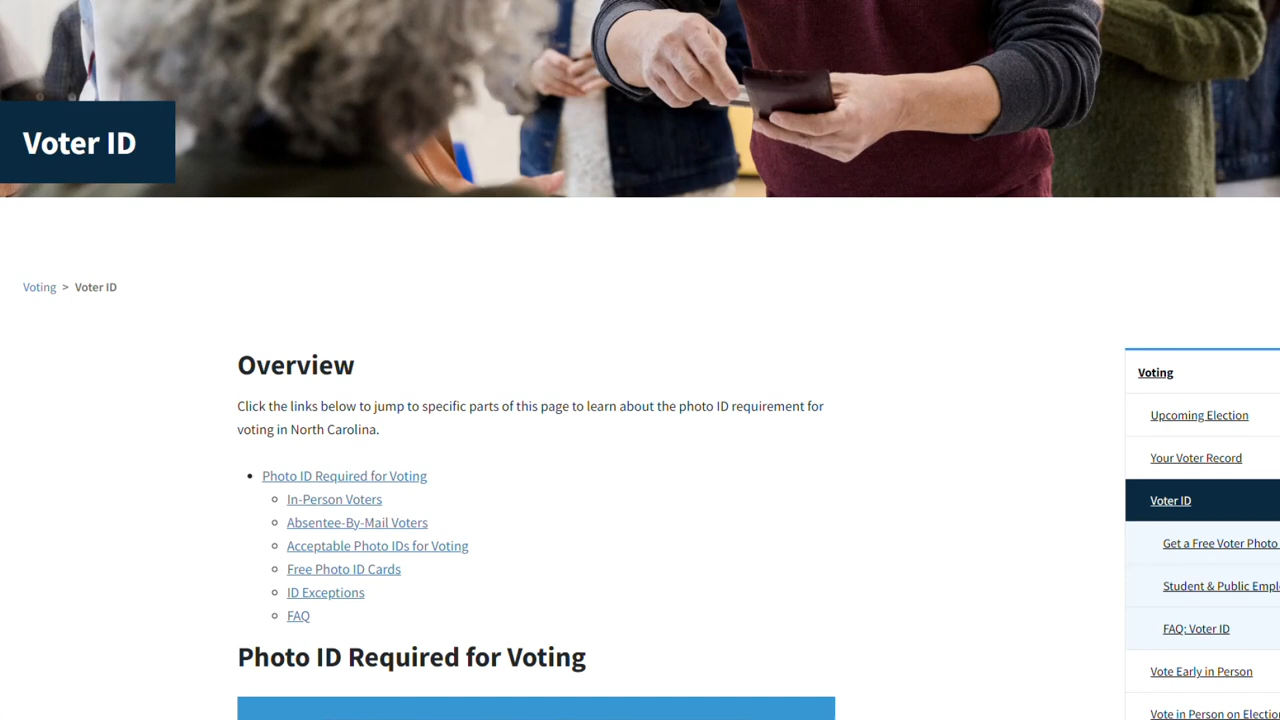 Voter ID
Voting > Voter ID
Overview
Click the links below to jump to specific parts of this page to learn about the photo ID requirement for
voting in North Carolina.
Photo ID Required for Voting
In-Person Voters
Absentee-By-Mail Voters
Acceptable Photo IDs for Voting
Free Photo ID Cards
ID Exceptions
FAQ
Photo ID Required for Voting
Voting
Upcoming Election
Your Voter Record
Voter ID
Get a Free Voter Photo
Student & Public
FAQ: Voter ID
Vote Early in Person
Vote in Person on